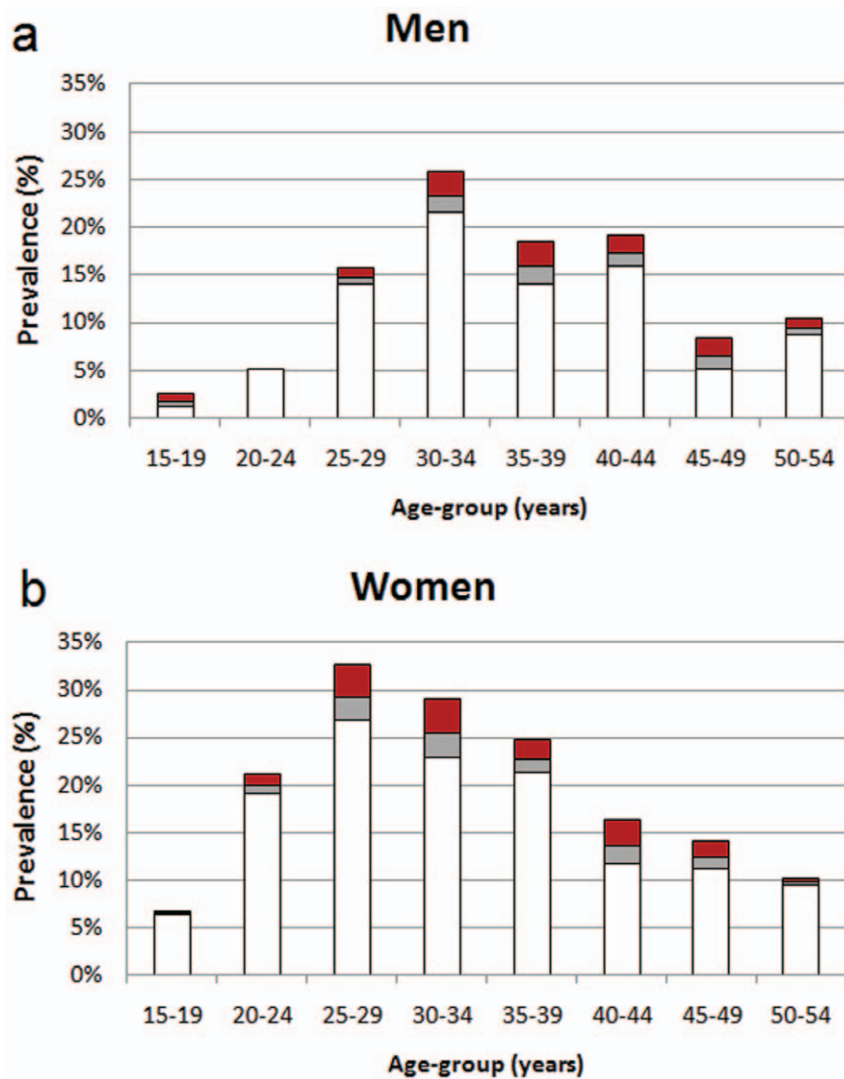 a
Men
35%
30%
25%
20%
15%
10%
5%
0%
Prevalence (%)
15-19 20-24 25-29 30-34 35-39 40-44 45-49 50-54
Age-group (years)
b
Women
35%
30%
25%
20%
15%
10%
5%
0%
Prevalence (%)
15-19 20-24 25-29 30-34 35-39 40-44 45-49 50-54
Age-group (years)